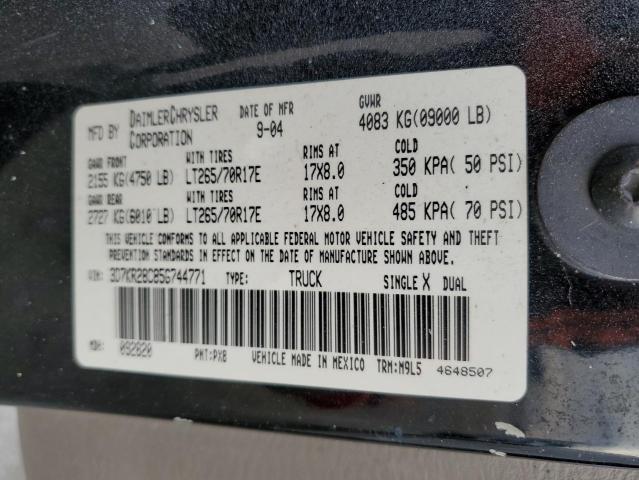 MFD BY DAIMLERCHRYSLER CORPORATION DATE OF MFR 9-04 GVWR 4083 KG(09000 LB)
GAWR FRONT WITH TIRES RIMS AT COLD
2155 KG(4750 LB) LT265/70R17E 17X8.0 350 KPA( 50 PSI)
GAWR REAR WITH TIRES RIMS AT COLD
2727 KG(6010 LB) LT265/70R17E 17X8.0 485 KPA( 70 PSI)
THIS VEHICLE CONFORMS TO ALL APPLICABLE FEDERAL MOTOR VEHICLE SAFETY AND THEFT
PREVENTION STANDARDS IN EFFECT ON THE DATE OF MANUFACTURE SHOWN ABOVE.
VIN: 3D7KR28C85G744771 TYPE: TRUCK SINGLE X DUAL
MDH: 092820 PNT:PXB VEHICLE MADE IN MEXICO TRM:M9L5 4648507